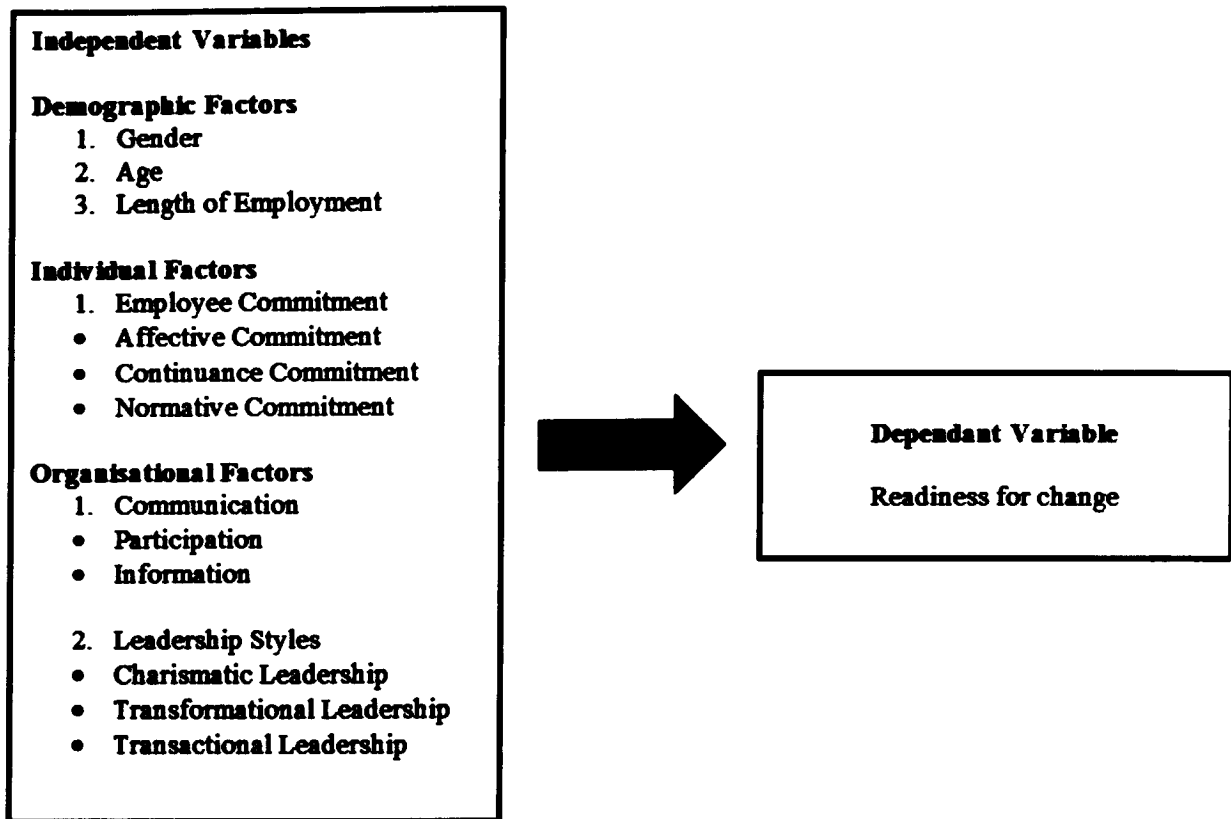 Independent Variables
Demographic Factors
1. Gender
2. Age
3. Length of Employment
Individual Factors
1. Employee Commitment
• Affective Commitment
• Continuance Commitment
• Normative Commitment
Organisational Factors
1. Communication
• Participation
• Information
2. Leadership Styles
• Charismatic Leadership
• Transformational Leadership
• Transactional Leadership
Dependant Variable
Readiness for change